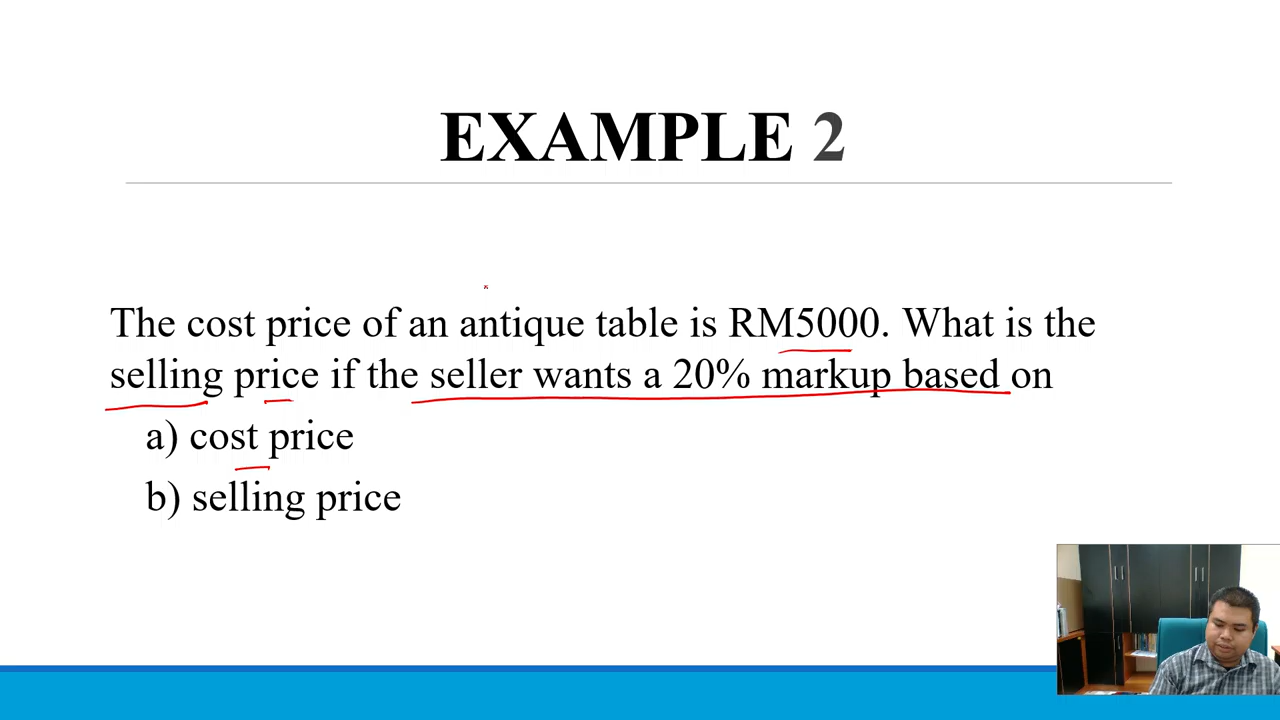 EXAMPLE 2
The cost price of an antique table is RM5000. What is the
selling price if the seller wants a 20% markup based on
a) cost price
b) selling price